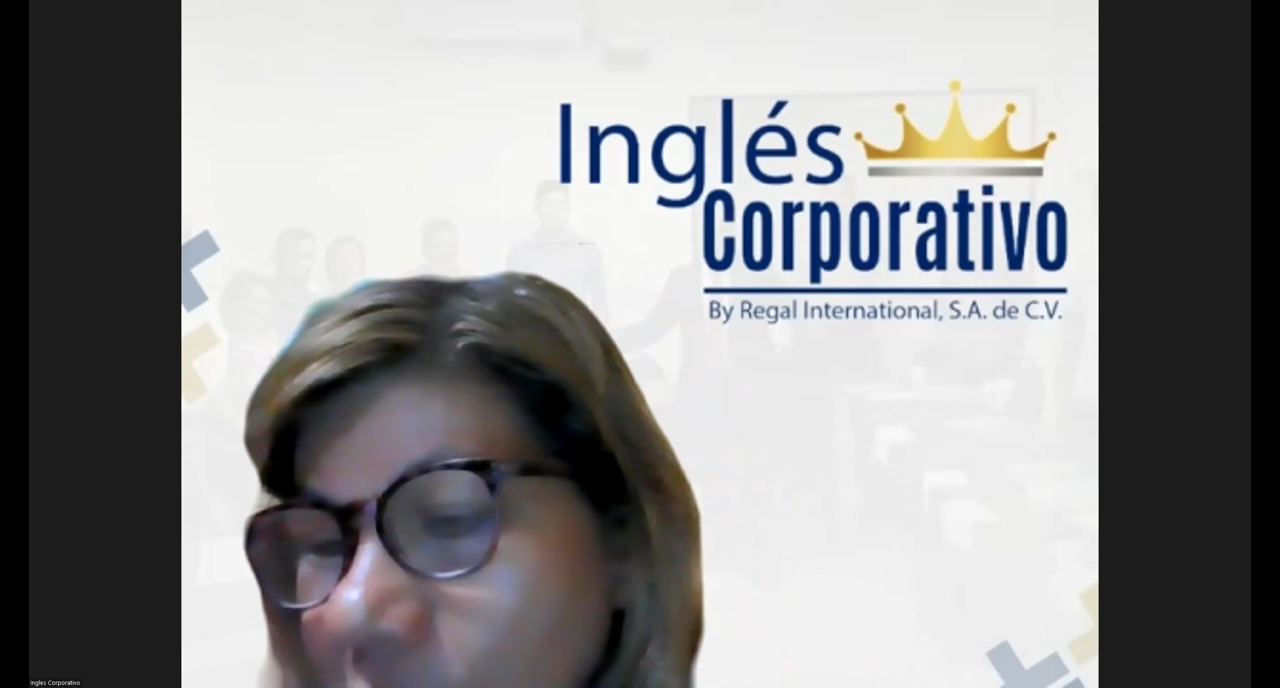 Inglés
Corporativo
By Regal International, S.A. de C.V.
Ingles Corporativo